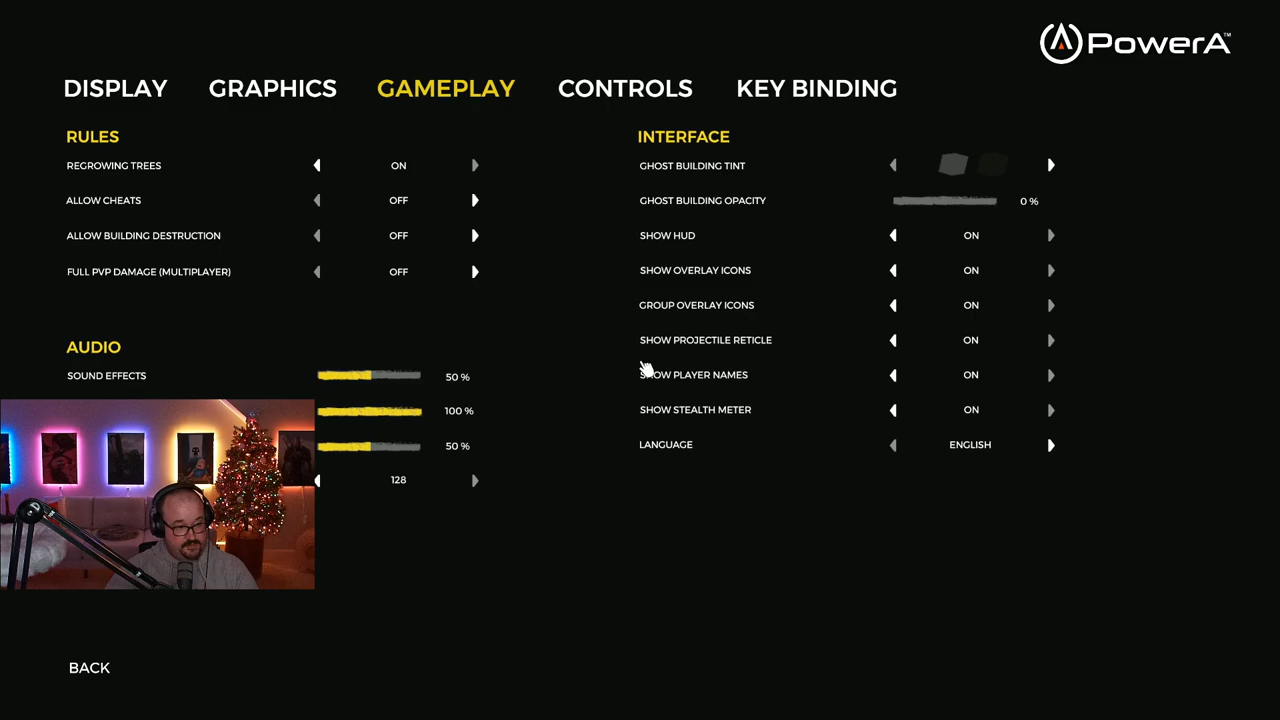 PowerA™
DISPLAY GRAPHICS GAMEPLAY CONTROLS KEY BINDING
RULES
REGROWING TREES ON
ALLOW CHEATS OFF
ALLOW BUILDING DESTRUCTION OFF
FULL PVP DAMAGE (MULTIPLAYER) OFF
AUDIO
SOUND EFFECTS 50 %
100 %
50 %
128
INTERFACE
GHOST BUILDING TINT
GHOST BUILDING OPACITY 0 %
SHOW HUD ON
SHOW OVERLAY ICONS ON
GROUP OVERLAY ICONS ON
SHOW PROJECTILE RETICLE ON
SHOW PLAYER NAMES ON
SHOW STEALTH METER ON
LANGUAGE ENGLISH
BACK